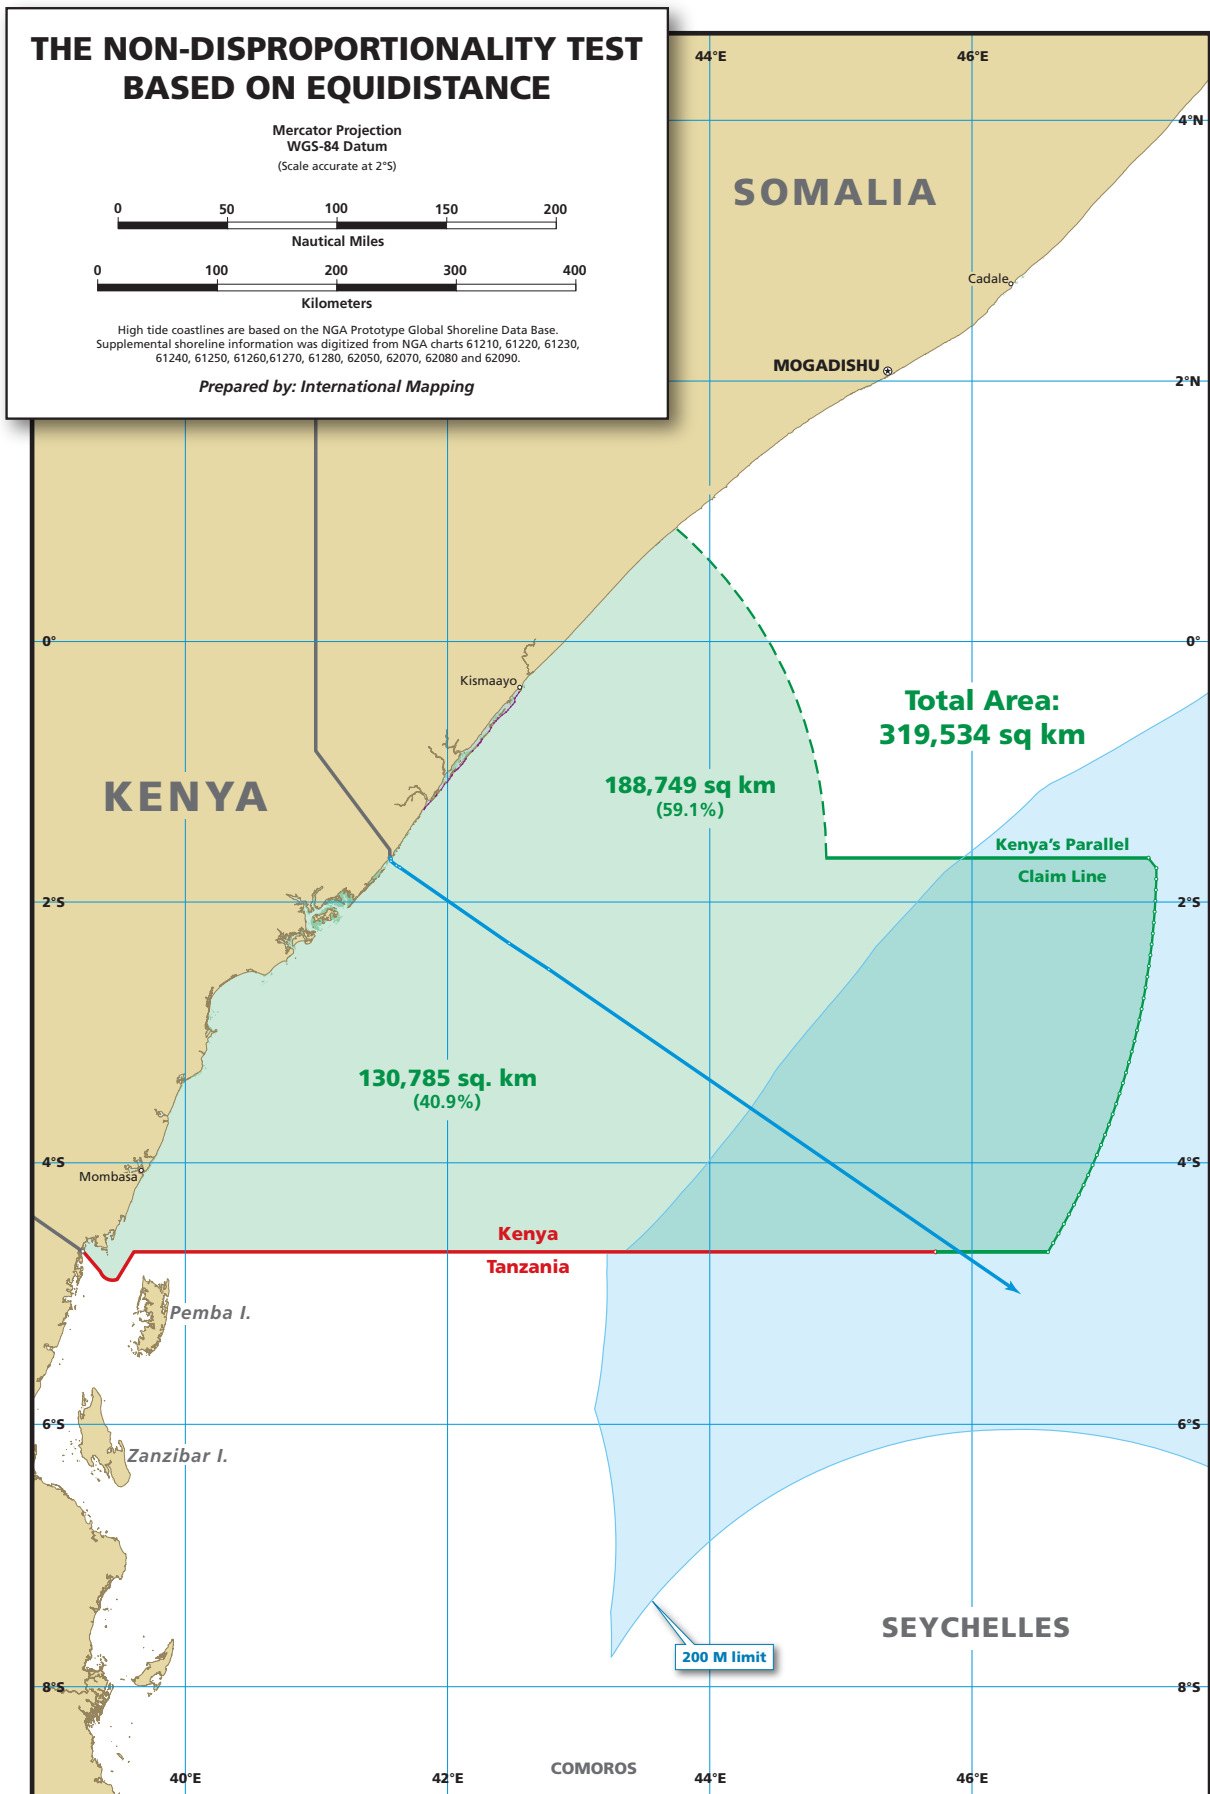 THE NON-DISPROPORTIONALITY TEST
BASED ON EQUIDISTANCE
Mercator Projection
WGS-84 Datum
(Scale accurate at 2°S)
0 50 100 150 200
Nautical Miles
0 100 200 300 400
Kilometers
High tide coastlines are based on the NGA Prototype Global Shoreline Data Base.
Supplemental shoreline information was digitized from NGA charts 61210, 61220, 61230,
61240, 61250, 61260,61270, 61280, 62050, 62070, 62080 and 62090.
Prepared by: International Mapping
44°E 46°E
4°N
SOMALIA
Cadale
MOGADISHU
2°N
0° 0°
Kismaayo
Total Area:
319,534 sq km
188,749 sq km
(59.1%)
KENYA
Kenya's Parallel
Claim Line
2°S 2°S
130,785 sq. km
(40.9%)
4°S 4°S
Mombasa
Kenya
Tanzania
Pemba I.
6°S 6°S
Zanzibar I.
SEYCHELLES
200 M limit
8°S 8°S
COMOROS
40°E 42°E 44°E 46°E